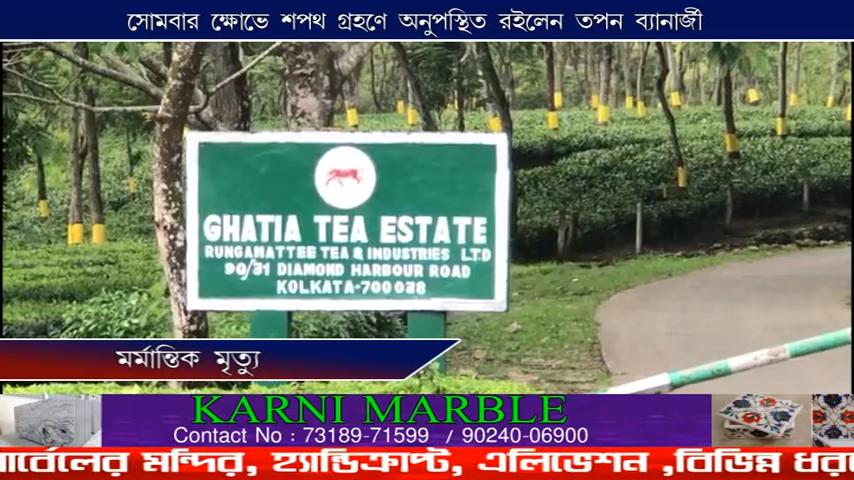 সোমবার ক্ষোভে শপথ গ্রহণে অনুপস্থিত রইলেন তপন ব্যানার্জী
GHATIA TEA ESTATE
RUNGAMATTEE TEA & INDUSTRIES LTD
90/31 DIAMOND HARBOUR ROAD
KOLKATA-700038
মর্মান্তিক মৃত্যু
KARNI MARBLE
Contact No : 73189-71599 / 90240-06900
মন্দির, হ্যান্ডিক্রাপ্ট, এলিভেশন ,বিভিন্ন